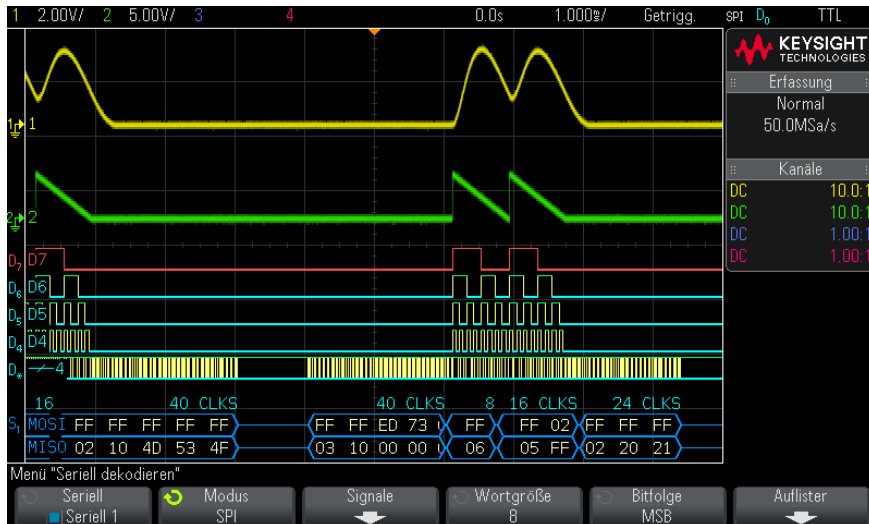 1 2.00V/ 2 5.00V/ 3 4 0.0s 1.000s/ Getrigg. SPI D0 TTL
KEYSIGHT
TECHNOLOGIES
Erfassung
Normal
50.0MSa/s
Kanäle
DC 10.0:1
DC 10.0:1
DC 1.00:1
DC 1.00:1
1 1
2 2
D7 D7
D6 D6
D5 D5
D4 D4
D* 4
16 40 CLKS 40 CLKS 8 16 CLKS 24 CLKS
S1 MOSI FF FF FF FF FF FF FF ED 73 FF FF 02 FF FF FF
MISO 02 10 4D 53 4F 03 10 00 00 06 05 FF 02 20 21
Menü "Seriell dekodieren"
Seriell Modus Signale Wortgröße Bitfolge Auflister
Seriell 1 SPI 8 MSB